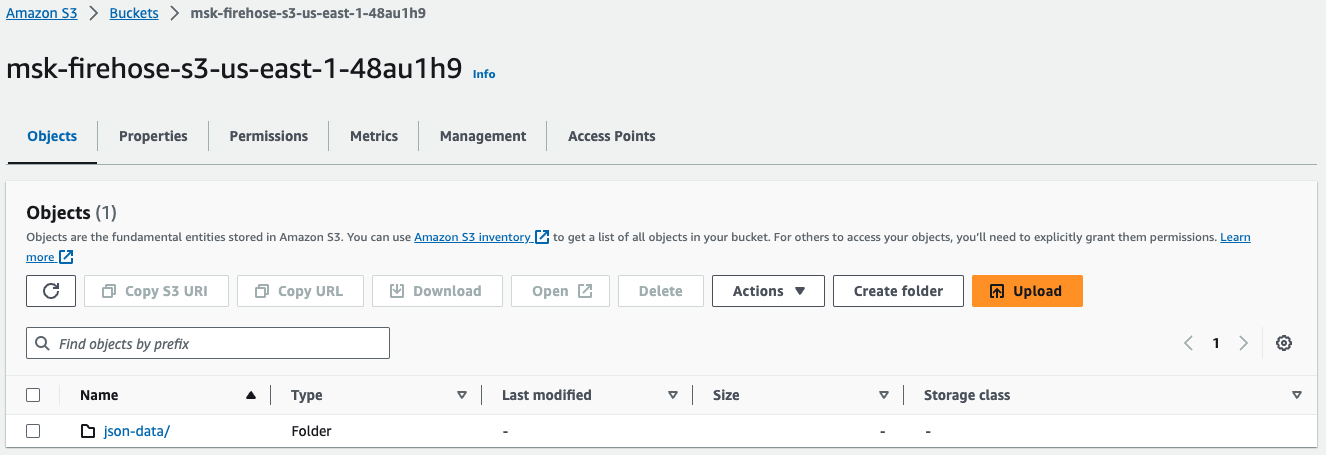 Amazon S3 > Buckets > msk-firehose-s3-us-east-1-48au1h9
msk-firehose-s3-us-east-1-48au1h9 Info
Objects Properties Permissions Metrics Management Access Points
Objects (1)
Objects are the fundamental entities stored in Amazon S3. You can use Amazon S3 inventory to get a list of all objects in your bucket. For others to access your objects, you'll need to explicitly grant them permissions. Learn
more
Copy S3 URI Copy URL Download Open Delete Actions Create folder Upload
Find objects by prefix 1
Name Type Last modified Size Storage class
json-data/ Folder - - -